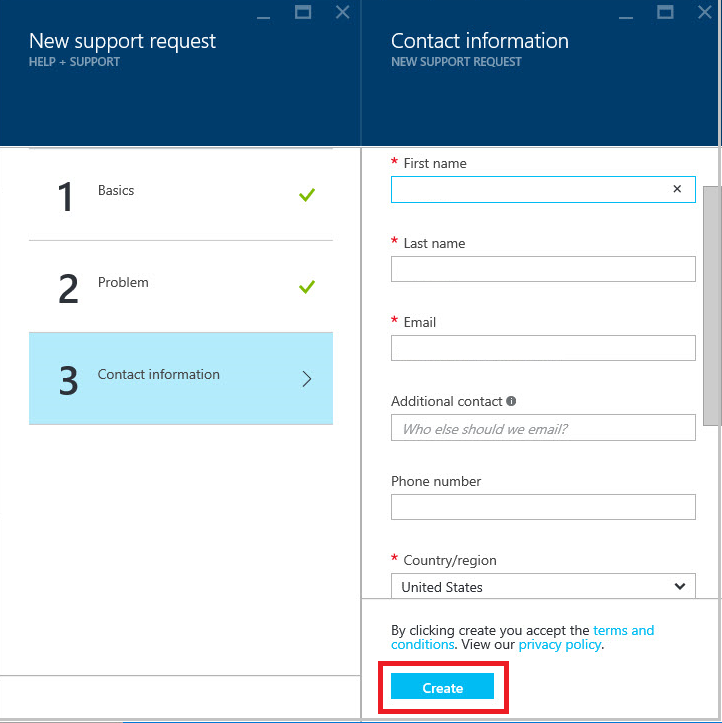 New support request
HELP + SUPPORT
1 Basics
2 Problem
3 Contact information
Contact information
NEW SUPPORT REQUEST
* First name
* Last name
* Email
Additional contact
Who else should we email?
Phone number
* Country/region
United States
By clicking create you accept the terms and
conditions. View our privacy policy.
Create